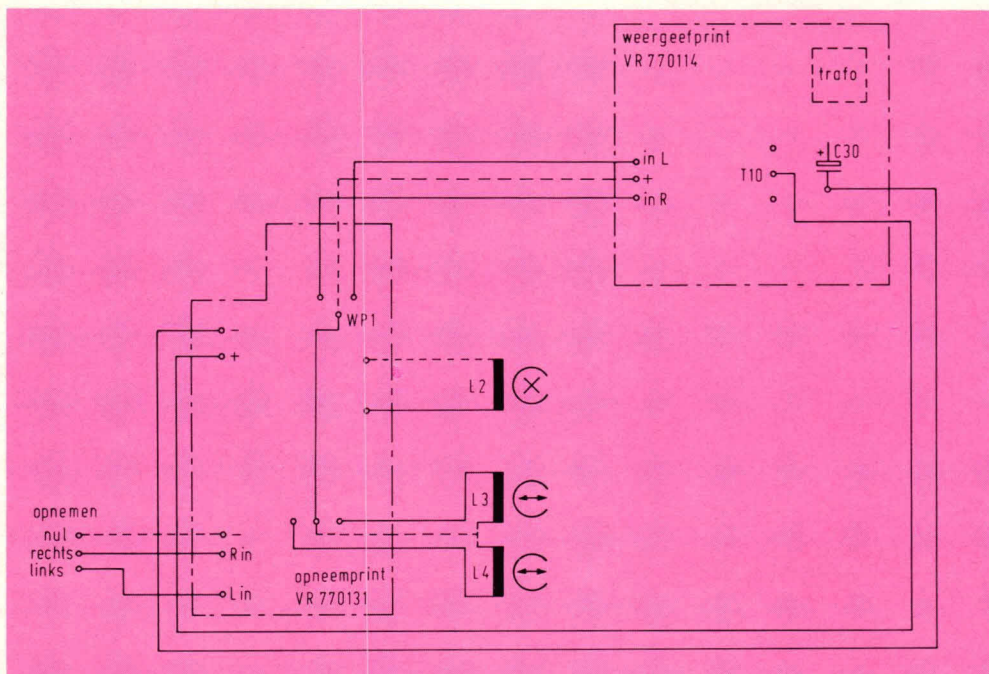 weergeefprint
VR 770114
trafo
in L
+
in R
T10
+
C30
WP1
-
+
L2
L3
L4
opnemen
nul
rechts
links
-
R in
L in
opneemprint
VR 770131